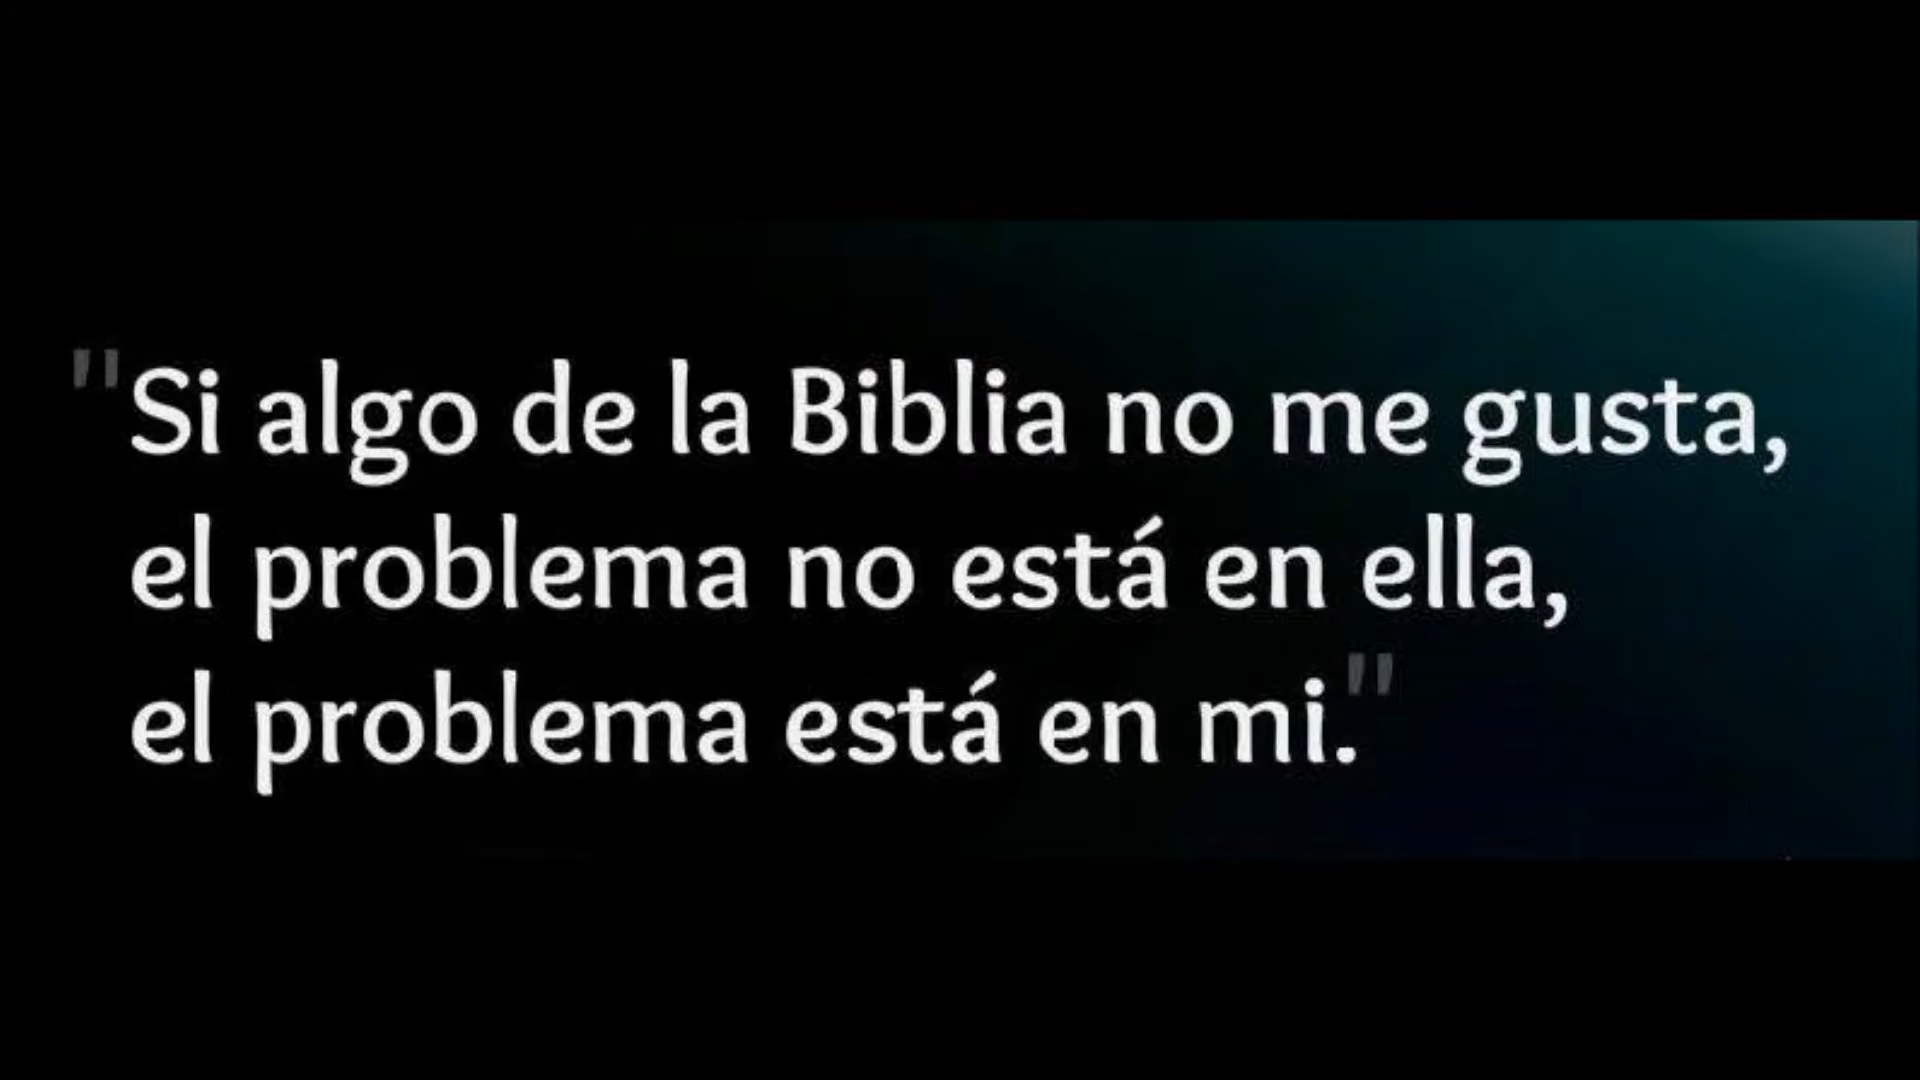 "Si algo de la Biblia no me gusta,
el problema no está en ella,
el problema está en mi."